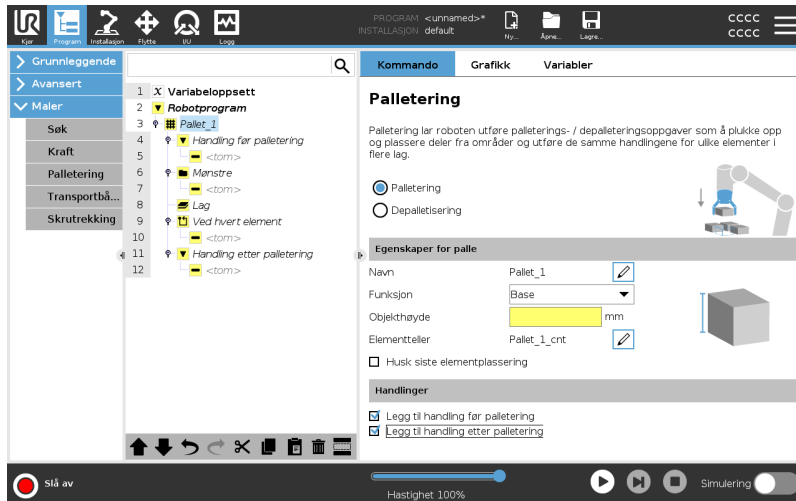 PROGRAM <unnamed>*
INSTALLASJON default
UR
Kjør
Program
Installasjon
Flytte
I/U
Logg
Ny...
Åpne...
Lagre...
CCCC
CCCC
Grunnleggende
Avansert
Maler
Søk
Kraft
Palletering
Transportbå...
Skrutrekking
1 X Variabeloppsett
2 Robotprogram
3 Pallet_1
4 Handling før palletering
5 <tom>
6 Mønstre
7 <tom>
8 Lag
9 Ved hvert element
10 <tom>
11 Handling etter palletering
12 <tom>
Kommando Grafikk Variabler
Palletering
Palletering lar roboten utføre palleterings- / depalleteringsoppgaver som å plukke opp
og plassere deler fra områder og utføre de samme handlingene for ulike elementer i
flere lag.
Palletering
Depalletisering
Egenskaper for palle
Navn Pallet_1
Funksjon Base
Objekthøyde mm
Elementteller Pallet_1_cnt
Husk siste elementplassering
Handlinger
Legg til handling før palletering
Legg til handling etter palletering
Slå av
Hastighet 100%
Simulering